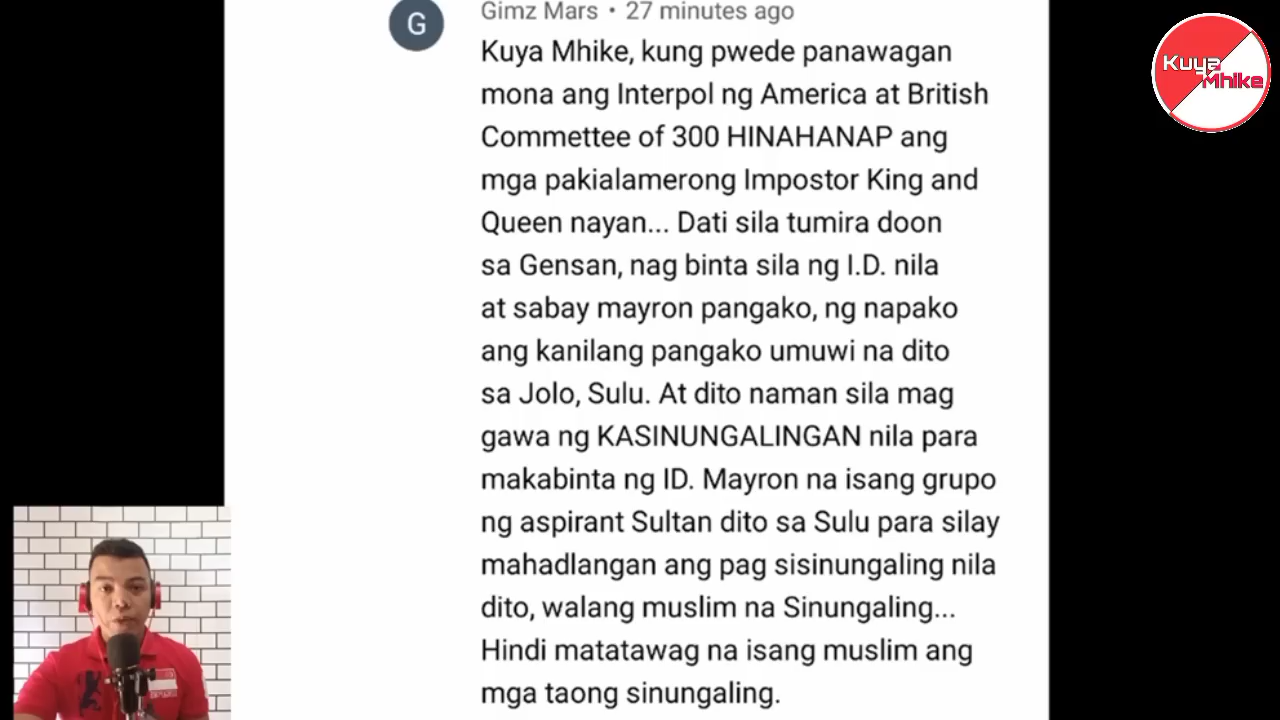 G
Gimz Mars • 27 minutes ago
Kuya Mhike, kung pwede panawagan
mona ang Interpol ng America at British
Commettee of 300 HINAHANAP ang
mga pakialamerong Impostor King and
Queen nayan... Dati sila tumira doon
sa Gensan, nag binta sila ng I.D. nila
at sabay mayron pangako, ng napako
ang kanilang pangako umuwi na dito
sa Jolo, Sulu. At dito naman sila mag
gawa ng KASINUNGALINGAN nila para
makabinta ng ID. Mayron na isang grupo
ng aspirant Sultan dito sa Sulu para silay
mahadlangan ang pag sisinungaling nila
dito, walang muslim na Sinungaling...
Hindi matatawag na isang muslim ang
mga taong sinungaling.
Kuya
Mhike